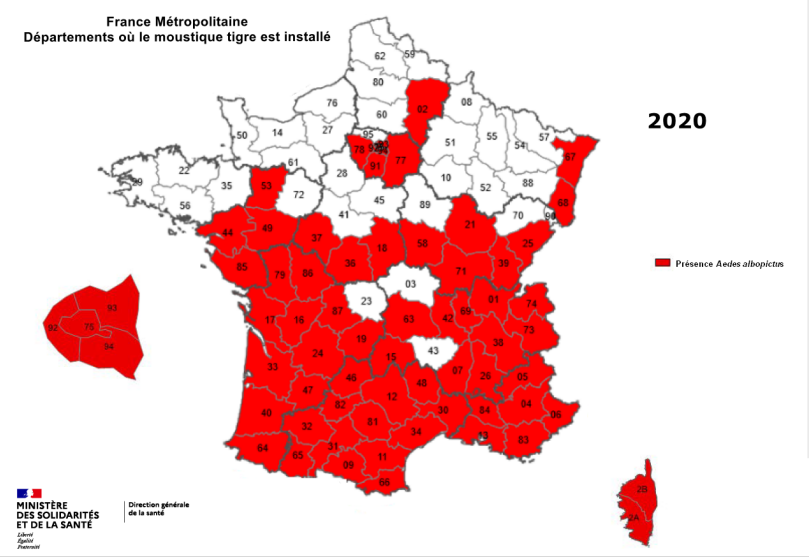 France Métropolitaine
Départements où le moustique tigre est installé
2020
62 59
80
02 08
76 60
50 14 27 95
78 92 77 91
51 55 54 57 67
22 29 35 53 61 28
56 72 45 10 52 88 68
41 89 70 90
44 49 37 18 58 21 25
85 79 86 36 71 39
03
23
17 16 87 63 42 69 01 74
73
33 24 19 15 43 38
07 26 05
47 46 48
40 82 12 30 84 04 06
32 81 34 13 83
64 65 31 09 11
66
93
92 75
94
2B
2A
Présence Aedes albopictus
MINISTÈRE
DES SOLIDARITÉS
ET DE LA SANTÉ
Liberté
Égalité
Fraternité
Direction générale
de la santé